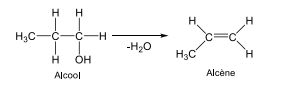 H H H H
H₃C—C—C—H C=C
-H₂O
H OH H₃C H
Alcool Alcène